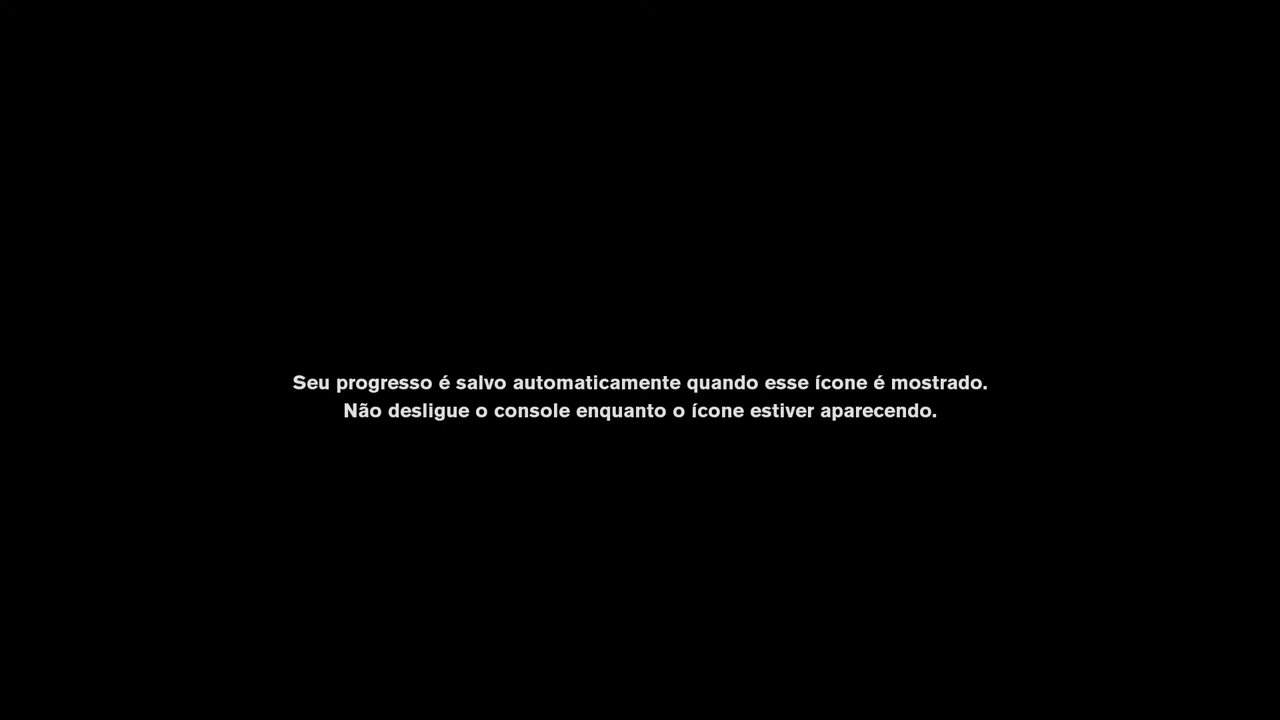 Seu progresso é salvo automaticamente quando esse ícone é mostrado.
Não desligue o console enquanto o ícone estiver aparecendo.